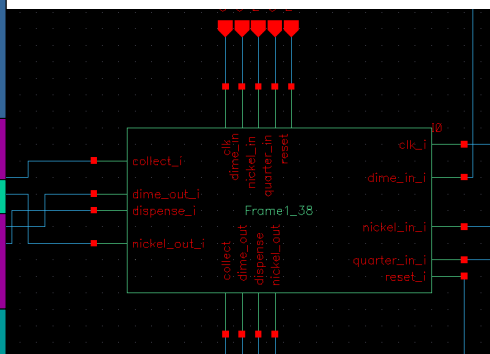 I0
clk
dime_in
nickel_in
quarter_in
reset
clk_i
collect_i
dime_in_i
dime_out_i
dispense_i
Frame1_38
nickel_in_i
nickel_out_i
quarter_in_i
reset_i
collect
dime_out
dispense
nickel_out